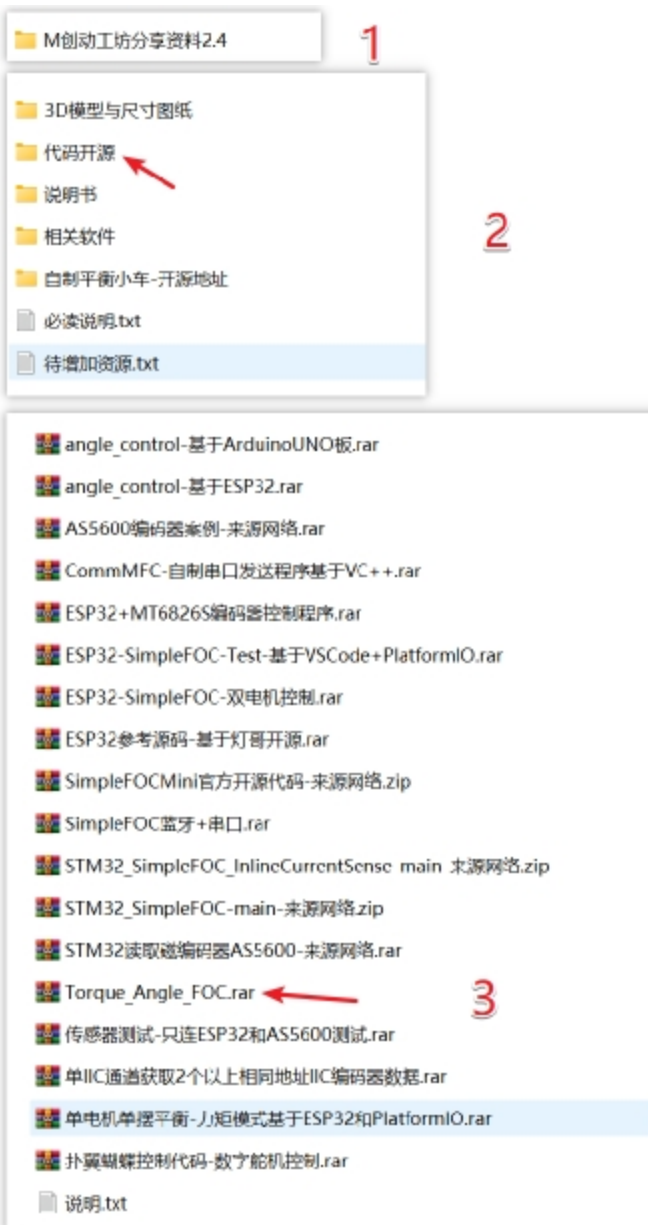 M创动工坊分享资料2.4
1
3D模型与尺寸图纸
代码开源
说明书
相关软件
2
自制平衡小车-开源地址
必读说明.txt
待增加资源.txt
angle_control-基于ArduinoUNO板.rar
angle_control-基于ESP32.rar
AS5600编码器案例-来源网络.rar
CommMFC-自制串口发送程序基于VC++.rar
ESP32+MT6826S编码器控制程序.rar
ESP32-SimpleFOC-Test-基于VSCode+PlatformIO.rar
ESP32-SimpleFOC-双电机控制.rar
ESP32参考源码-基于灯哥开源.rar
SimpleFOCMini官方开源代码-来源网络.zip
SimpleFOC蓝牙+串口.rar
STM32_SimpleFOC_InlineCurrentSense main 来源网络.zip
STM32_SimpleFOC-main-来源网络.zip
STM32读取磁编码器AS5600-来源网络.rar
Torque_Angle_FOC.rar
3
传感器测试-只连ESP32和AS5600测试.rar
单IIC通道获取2个以上相同地址IIC编码器数据.rar
单电机单摆平衡-力矩模式基于ESP32和PlatformIO.rar
扑翼蝴蝶控制代码-数字舵机控制.rar
说明.txt